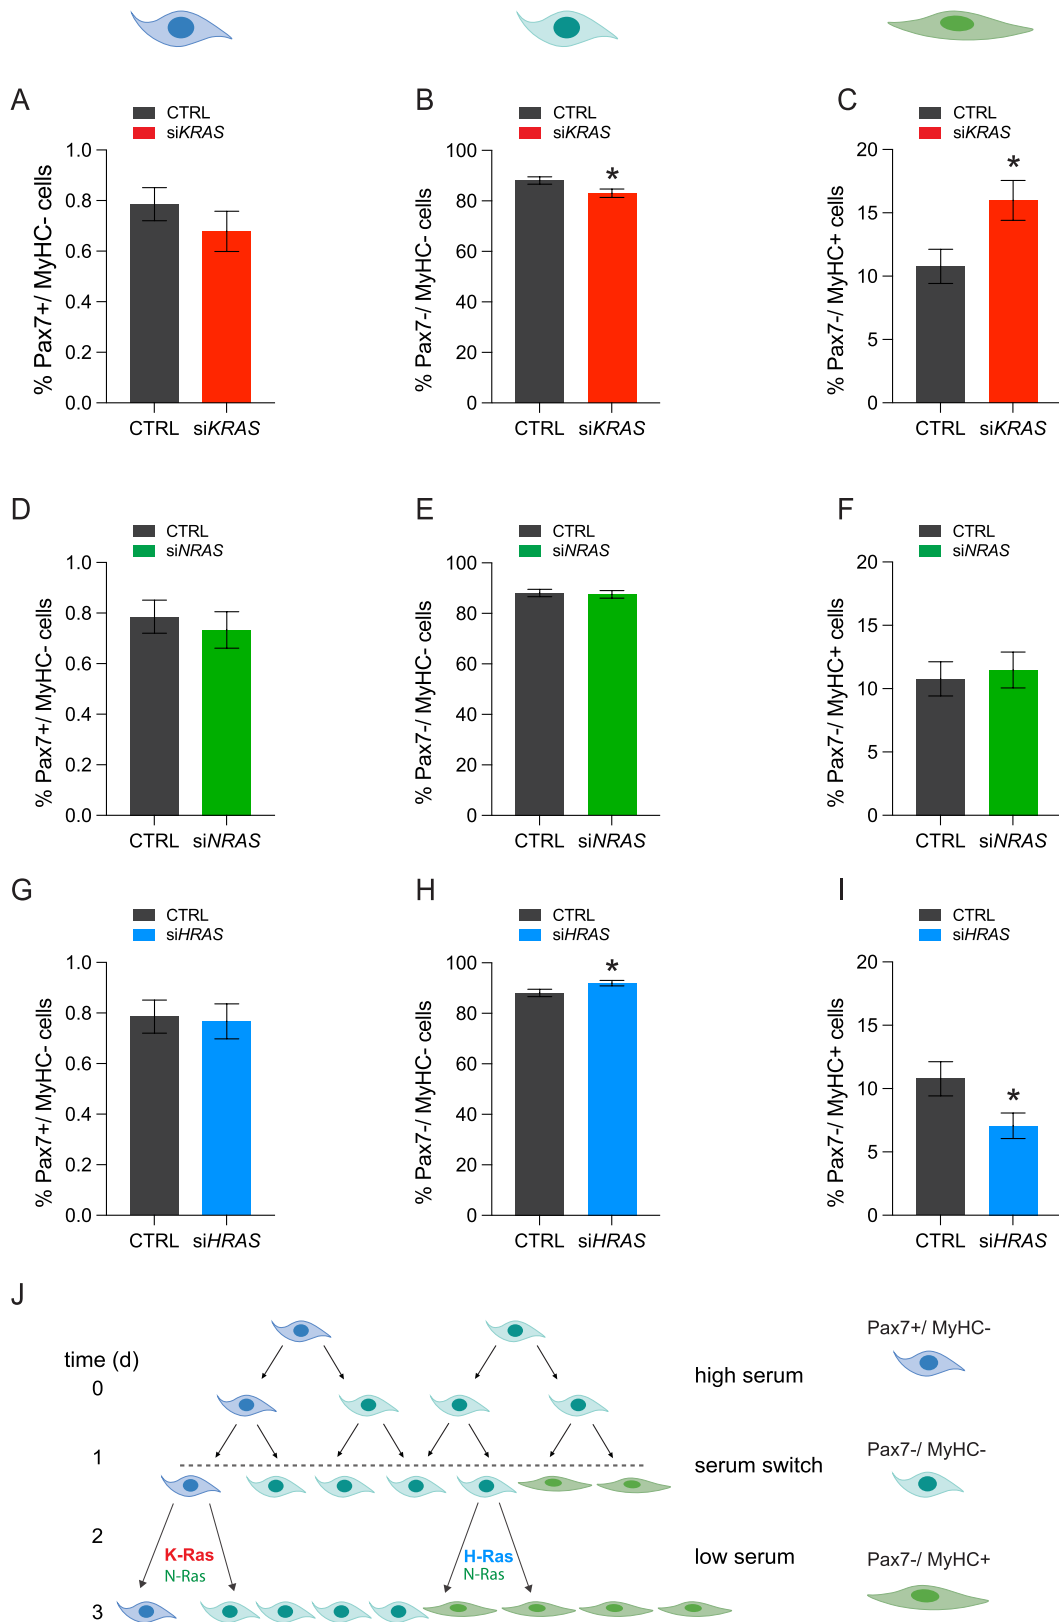 A
CTRL
siKRAS
% Pax7+/ MyHC- cells
1.0
0.8
0.6
0.4
0.2
0.0
CTRL siKRAS
B
CTRL
siKRAS
% Pax7-/ MyHC- cells
100
80
60
40
20
0
*
CTRL siKRAS
C
CTRL
siKRAS
% Pax7-/ MyHC+ cells
20
15
10
5
0
*
CTRL siKRAS
D
CTRL
siNRAS
% Pax7+/ MyHC- cells
1.0
0.8
0.6
0.4
0.2
0.0
CTRL siNRAS
E
CTRL
siNRAS
% Pax7-/ MyHC- cells
100
80
60
40
20
0
CTRL siNRAS
F
CTRL
siNRAS
% Pax7-/ MyHC+ cells
20
15
10
5
0
CTRL siNRAS
G
CTRL
siHRAS
% Pax7+/ MyHC- cells
1.0
0.8
0.6
0.4
0.2
0.0
CTRL siHRAS
H
CTRL
siHRAS
% Pax7-/ MyHC- cells
100
80
60
40
20
0
*
CTRL siHRAS
I
CTRL
siHRAS
% Pax7-/ MyHC+ cells
20
15
10
5
0
*
CTRL siHRAS
J
time (d)
0
1
2
3
high serum
serum switch
low serum
K-Ras
N-Ras
H-Ras
N-Ras
Pax7+/ MyHC-
Pax7-/ MyHC-
Pax7-/ MyHC+